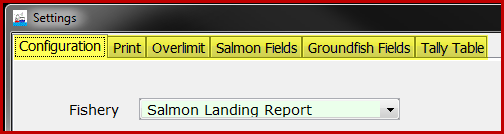 Settings
Configuration Print Overlimit Salmon Fields Groundfish Fields Tally Table
Fishery Salmon Landing Report